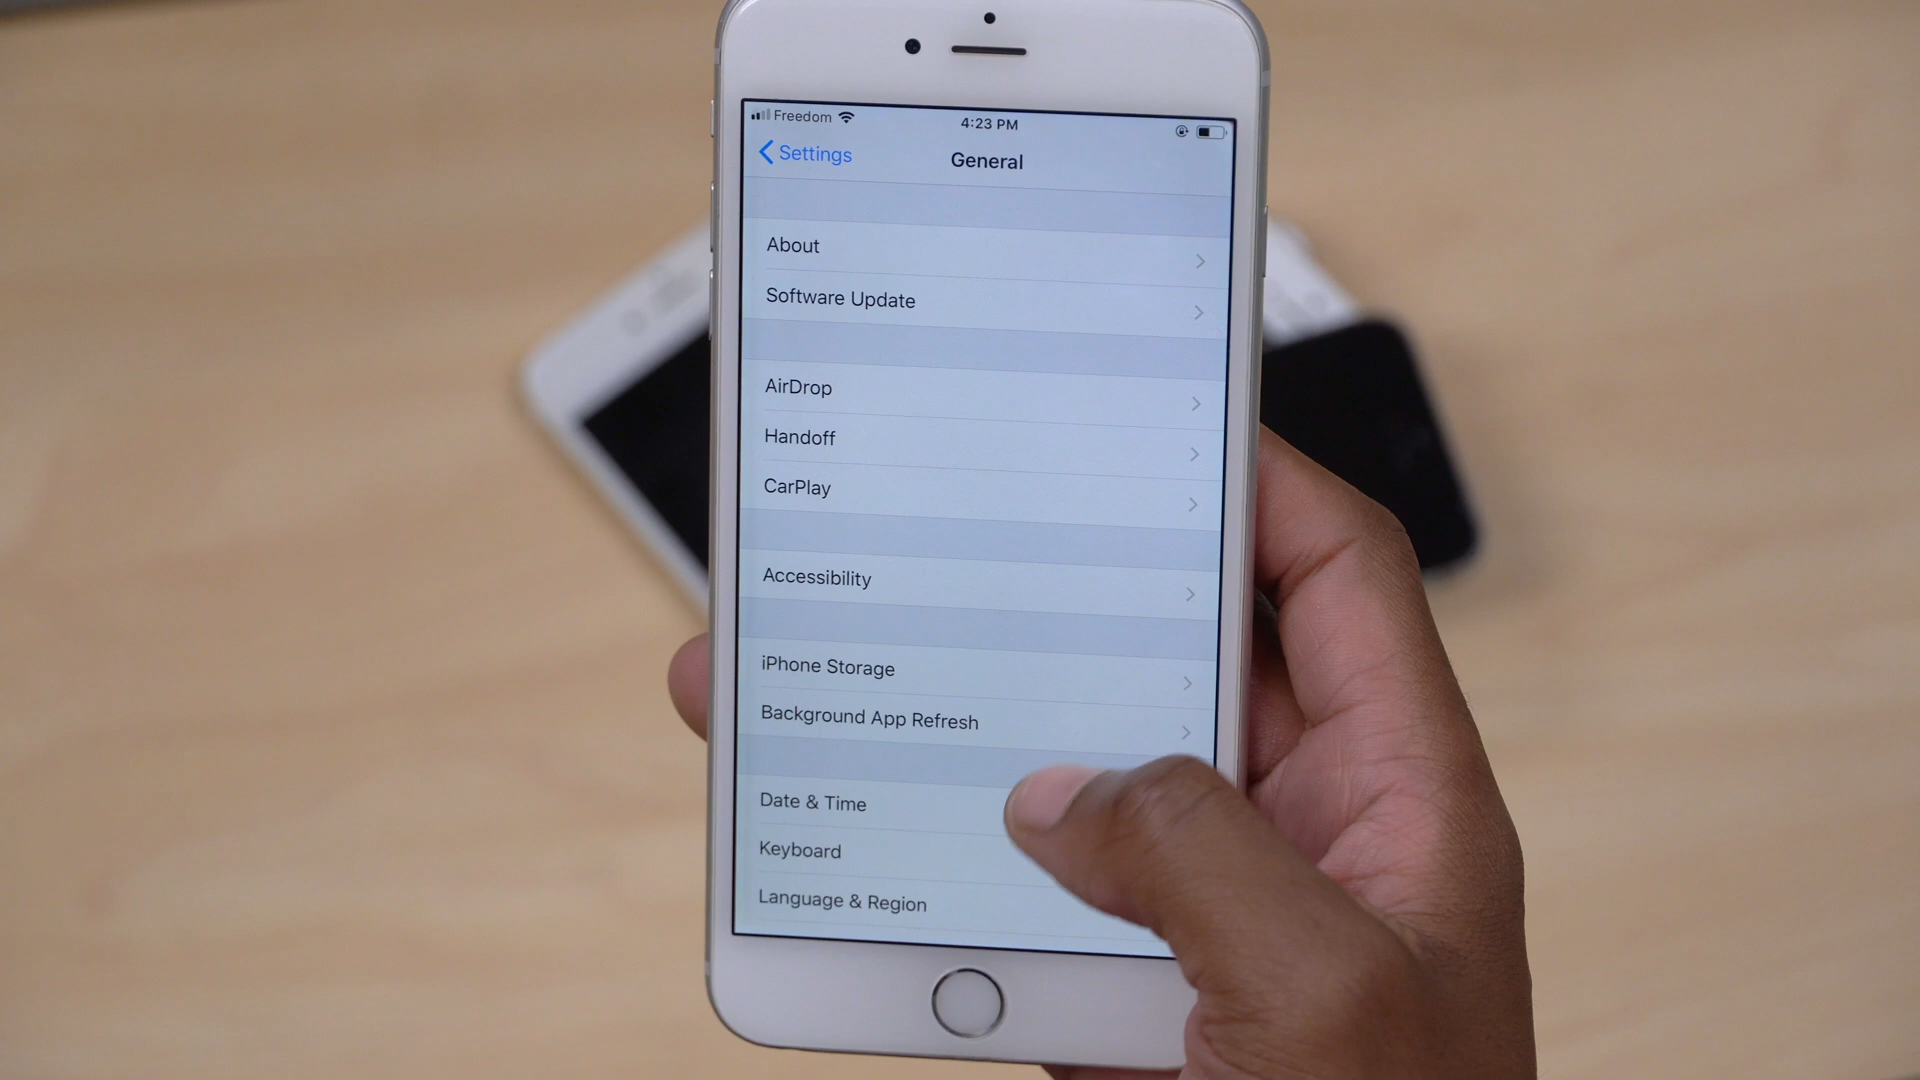 Freedom 4:23 PM
Settings General
About
Software Update
AirDrop
Handoff
CarPlay
Accessibility
iPhone Storage
Background App Refresh
Date & Time
Keyboard
Language & Region